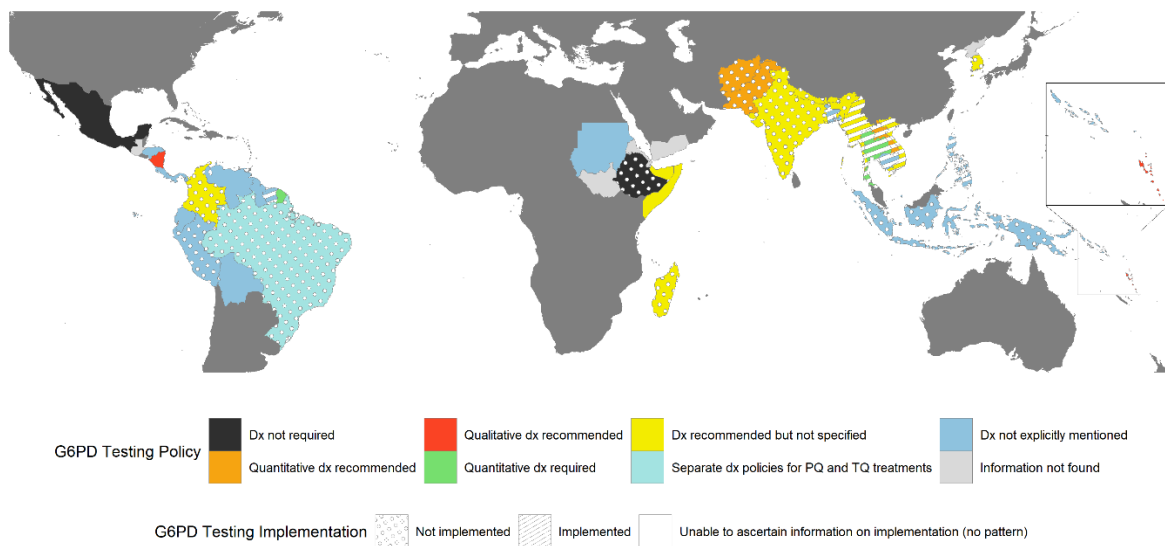 Dx not required
Qualitative dx recommended
Dx recommended but not specified
Dx not explicitly mentioned
G6PD Testing Policy
Quantitative dx recommended
Quantitative dx required
Separate dx policies for PQ and TQ treatments
Information not found
G6PD Testing Implementation
Not implemented
Implemented
Unable to ascertain information on implementation (no pattern)